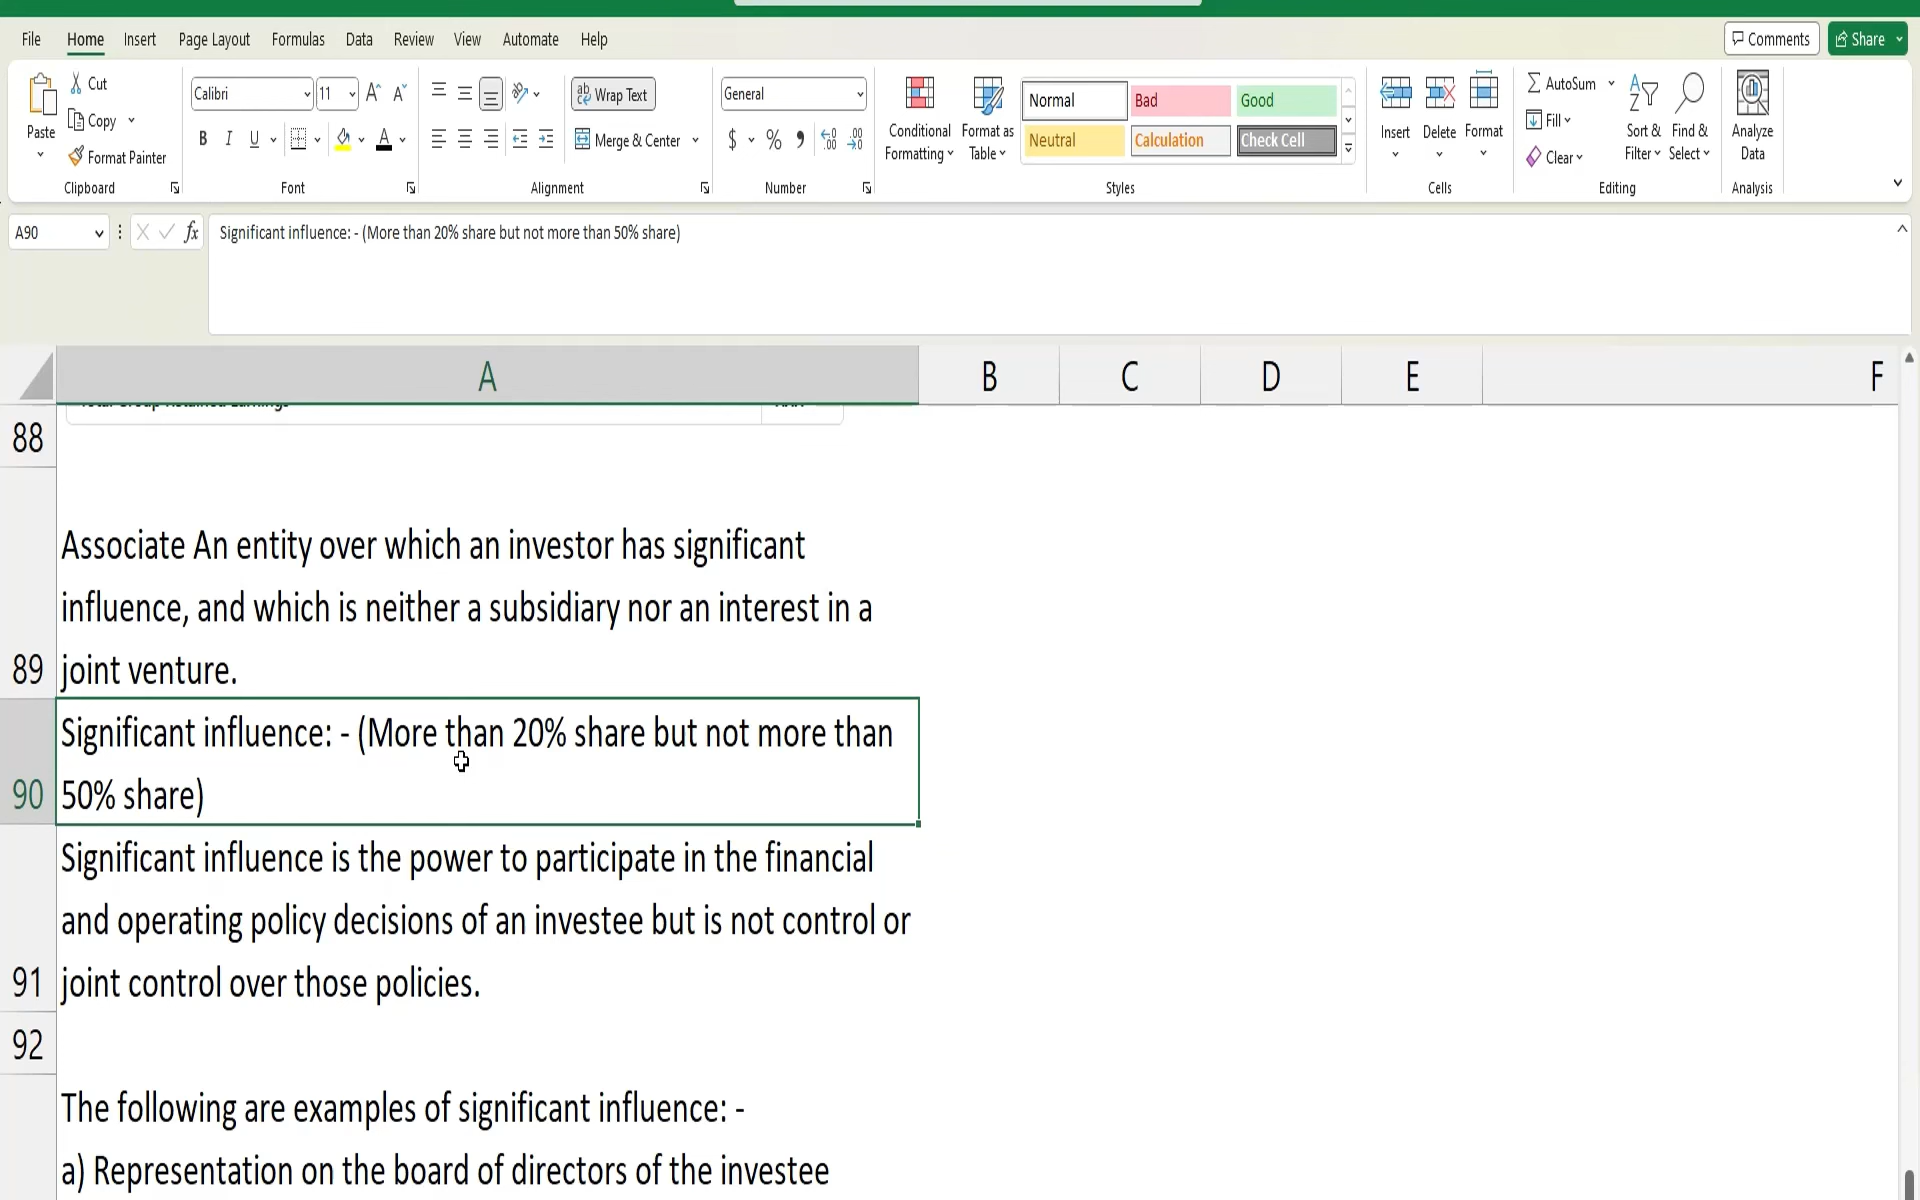 File Home Insert Page Layout Formulas Data Review View Automate Help Comments Share
Cut
Copy
Format Painter
Paste
Clipboard
Calibri 11
B I U
Font
Wrap Text
Merge & Center
Alignment
General
$ % ,
Number
Conditional Formatting
Format as Table
Normal Bad Good
Neutral Calculation Check Cell
Styles
Insert Delete Format
Cells
AutoSum
Fill
Clear
Sort & Filter
Find & Select
Editing
Analyze Data
Analysis
A90 fx Significant influence: - (More than 20% share but not more than 50% share)
A B C D E F
88
Associate An entity over which an investor has significant
influence, and which is neither a subsidiary nor an interest in a
89 joint venture.
Significant influence: - (More than 20% share but not more than
90 50% share)
Significant influence is the power to participate in the financial
and operating policy decisions of an investee but is not control or
91 joint control over those policies.
92
The following are examples of significant influence: -
a) Representation on the board of directors of the investee